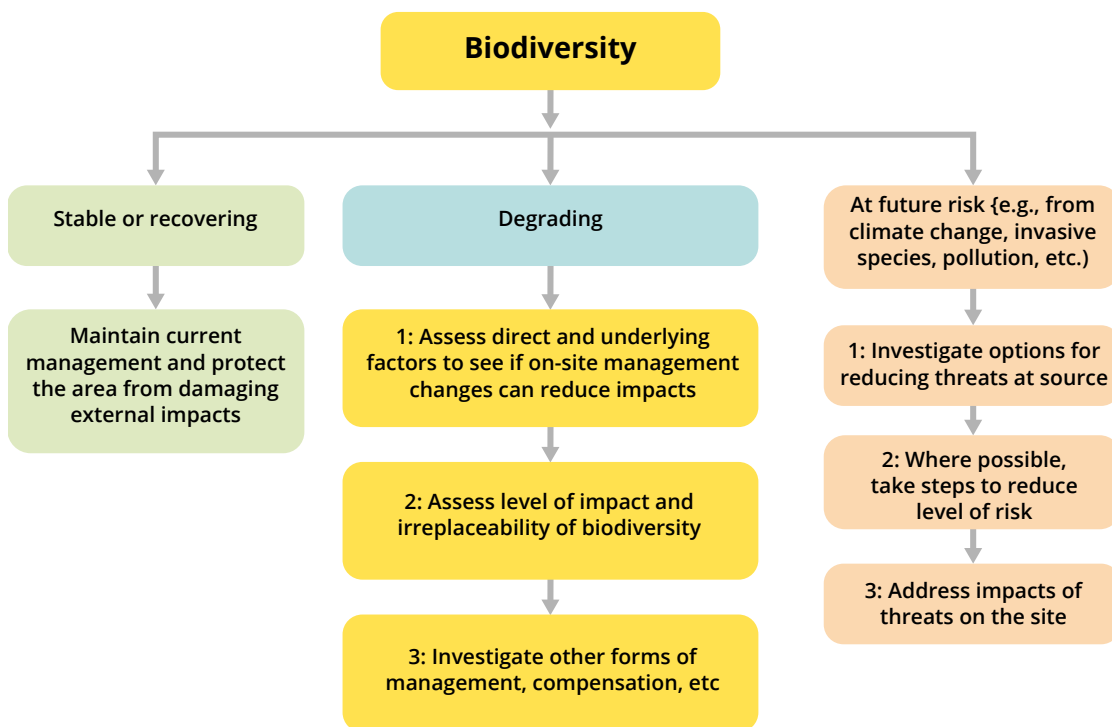 Biodiversity
Stable or recovering
Maintain current
management and protect
the area from damaging
external impacts
Degrading
1: Assess direct and underlying
factors to see if on-site management
changes can reduce impacts
2: Assess level of impact and
irreplaceability of biodiversity
3: Investigate other forms of
management, compensation, etc
At future risk {e.g., from
climate change, invasive
species, pollution, etc.)
1: Investigate options for
reducing threats at source
2: Where possible,
take steps to reduce
level of risk
3: Address impacts of
threats on the site